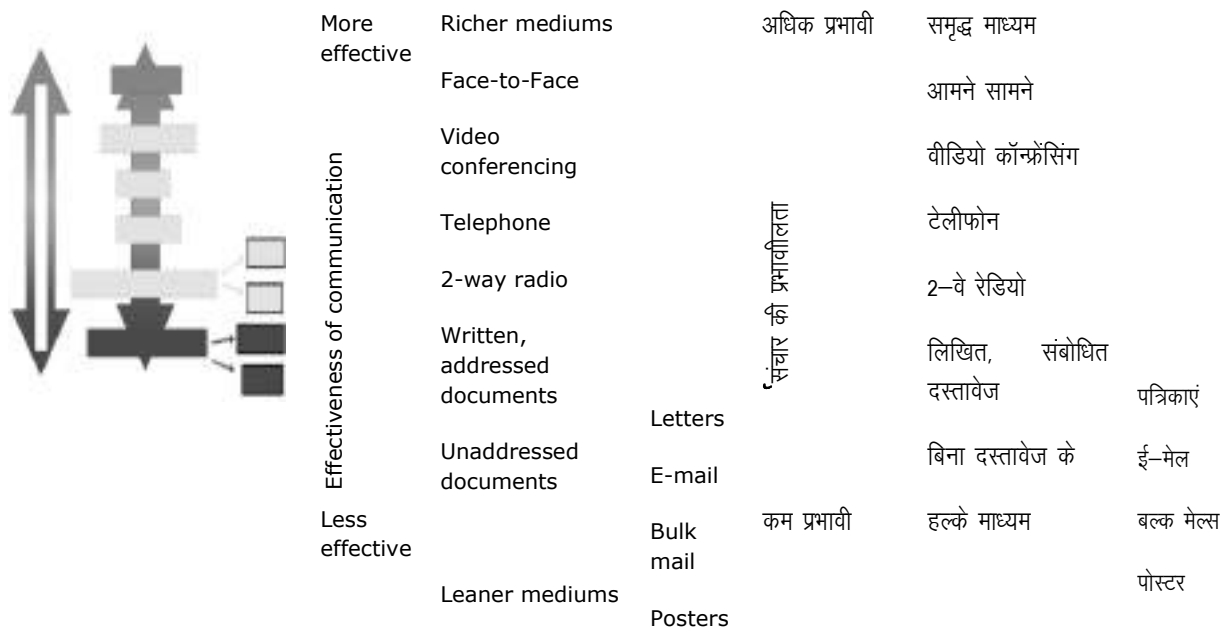 More
effective
Richer mediums
Face-to-Face
Video
conferencing
Telephone
2-way radio
Written,
addressed
documents
Unaddressed
documents
Effectiveness of communication
Less
effective
Leaner mediums
Letters
E-mail
Bulk
mail
Posters
अधिक प्रभावी
समृद्ध माध्यम
आमने सामने
वीडियो कॉन्फ्रेंसिंग
टेलीफोन
2–वे रेडियो
लिखित, संबोधित
दस्तावेज
बिना दस्तावेज के
संचार की प्रभावीलता
कम प्रभावी
हल्के माध्यम
पत्रिकाएं
ई–मेल
बल्क मेल्स
पोस्टर